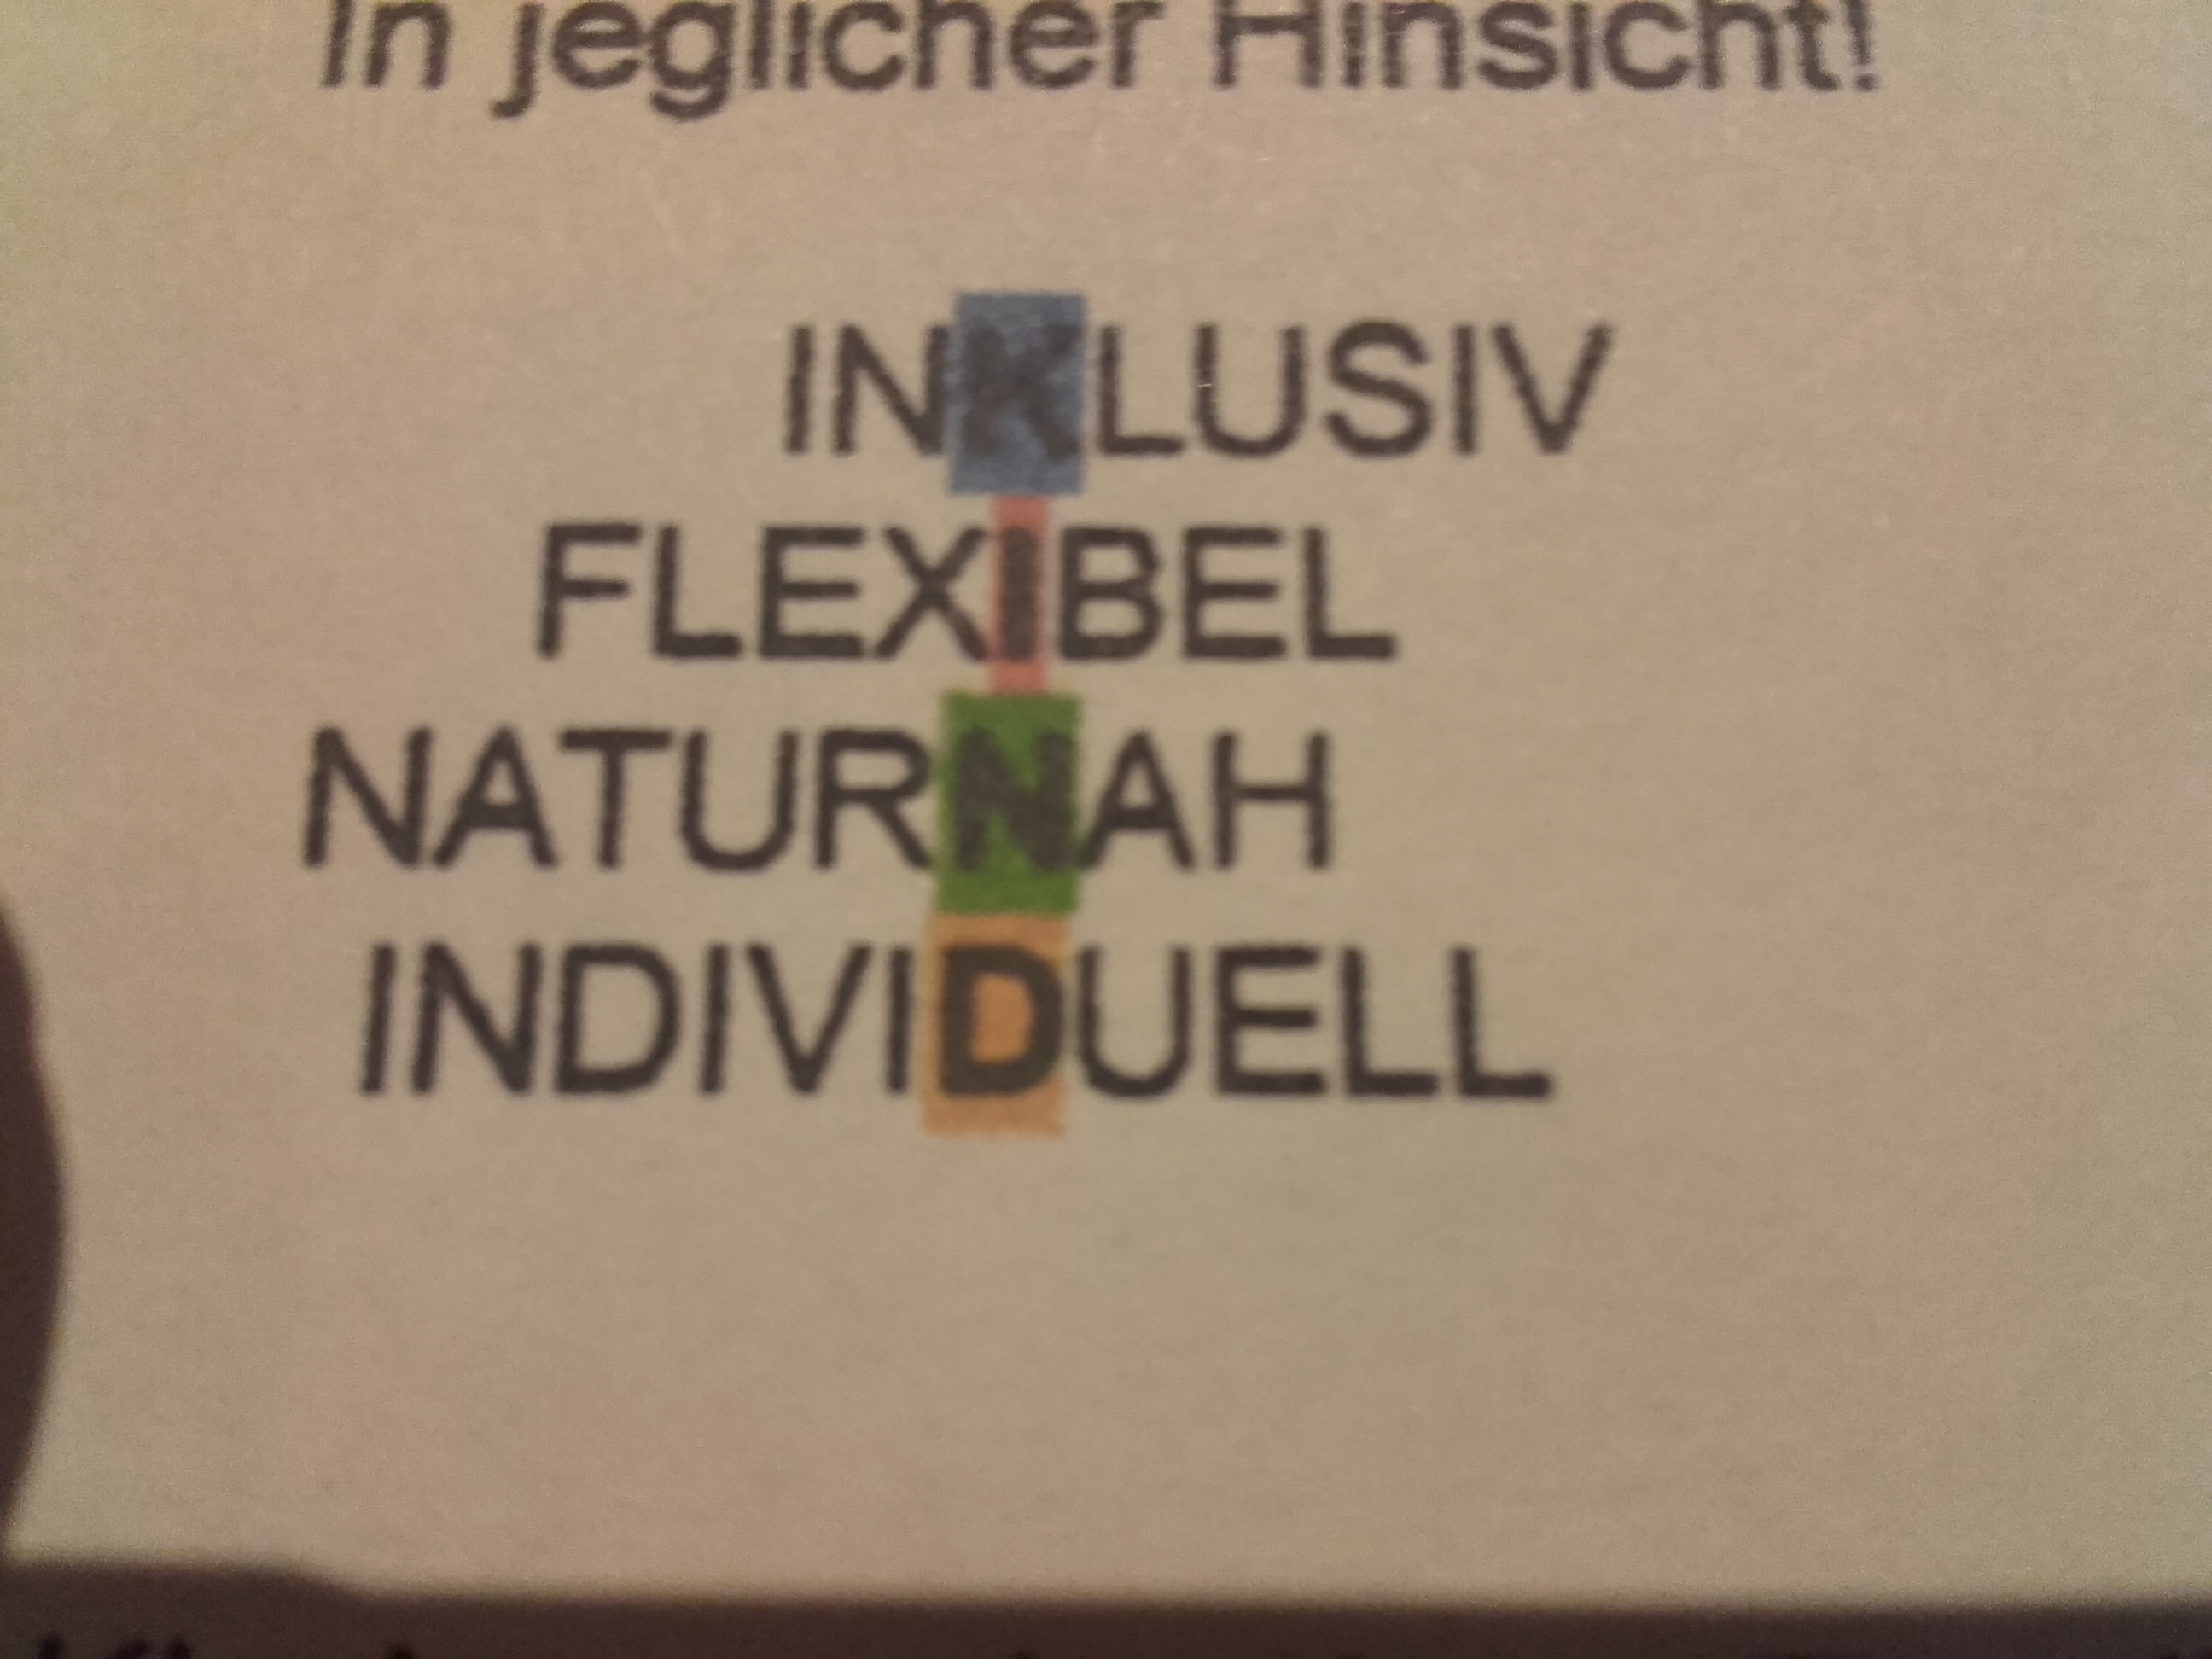 In jeglicher Hinsicht!
INKLUSIV
FLEXIBEL
NATURNAH
INDIVIDUELL